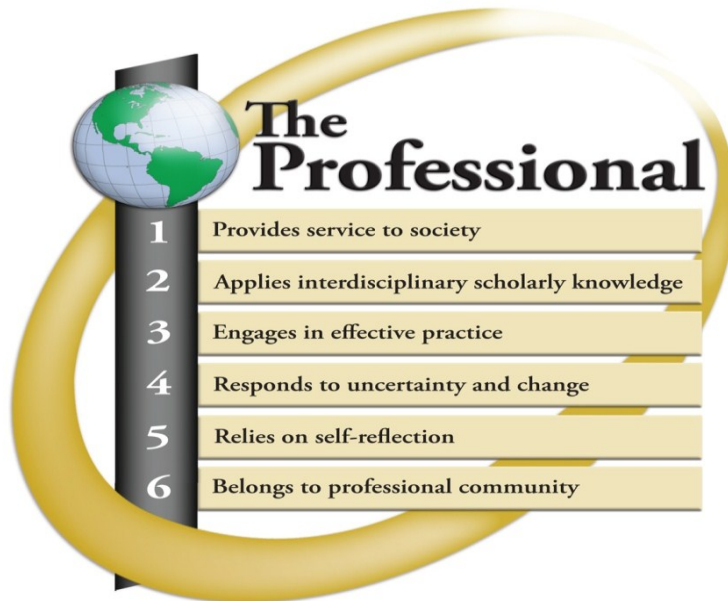 The
Professional
1 Provides service to society
2 Applies interdisciplinary scholarly knowledge
3 Engages in effective practice
4 Responds to uncertainty and change
5 Relies on self-reflection
6 Belongs to professional community